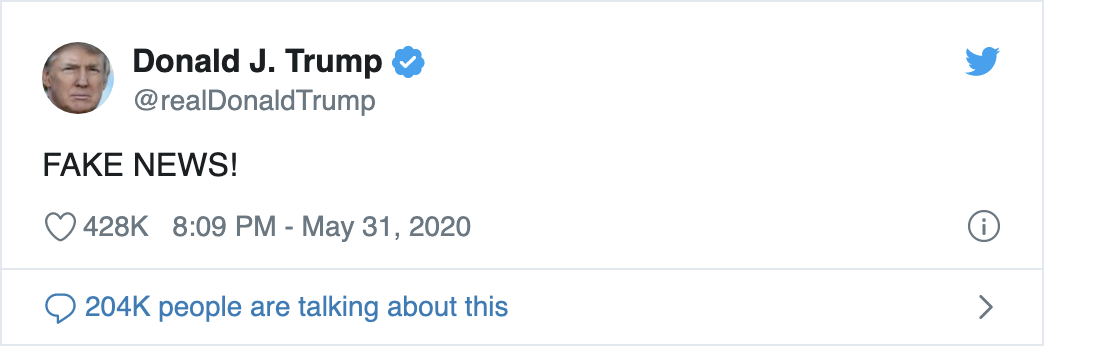 Donald J. Trump
@realDonaldTrump
FAKE NEWS!
428K 8:09 PM - May 31, 2020
204K people are talking about this